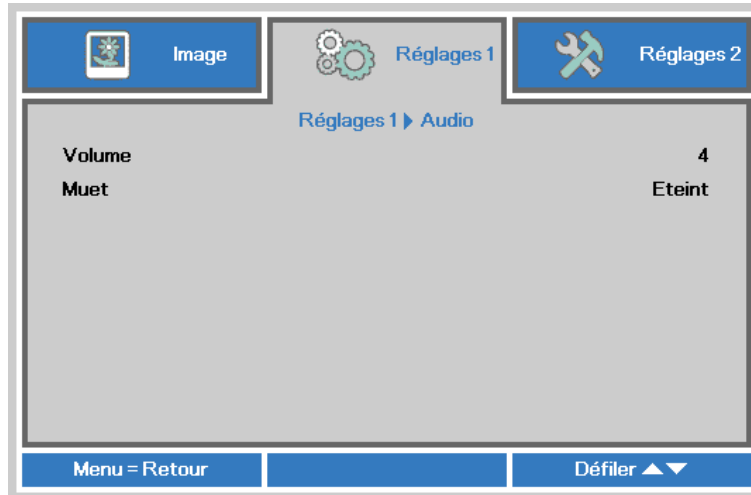 Image
Réglages 1
Réglages 2
Réglages 1 ▶ Audio
Volume 4
Muet Eteint
Menu = Retour
Défiler ▲▼